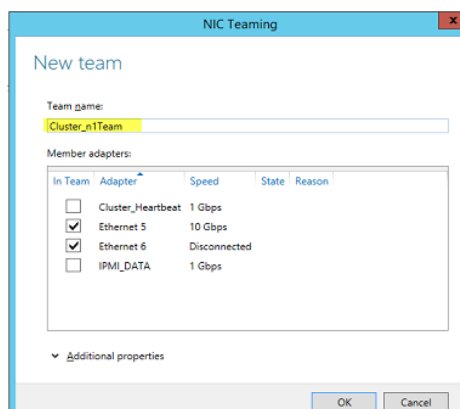 NIC Teaming
x
New team
Team name:
Cluster_n1Team
Member adapters:
In Team Adapter Speed State Reason
Cluster_Heartbeat 1 Gbps
Ethernet 5 10 Gbps
Ethernet 6 Disconnected
IPMI_DATA 1 Gbps
Additional properties
OK Cancel